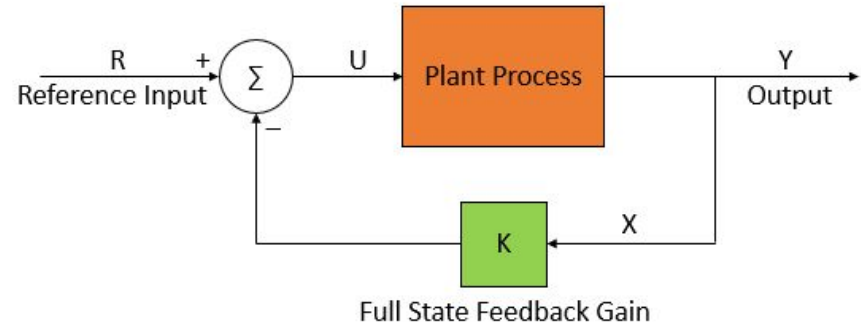 R
+
Σ
U
Plant Process
Y
Reference Input
Output
–
K
X
Full State Feedback Gain